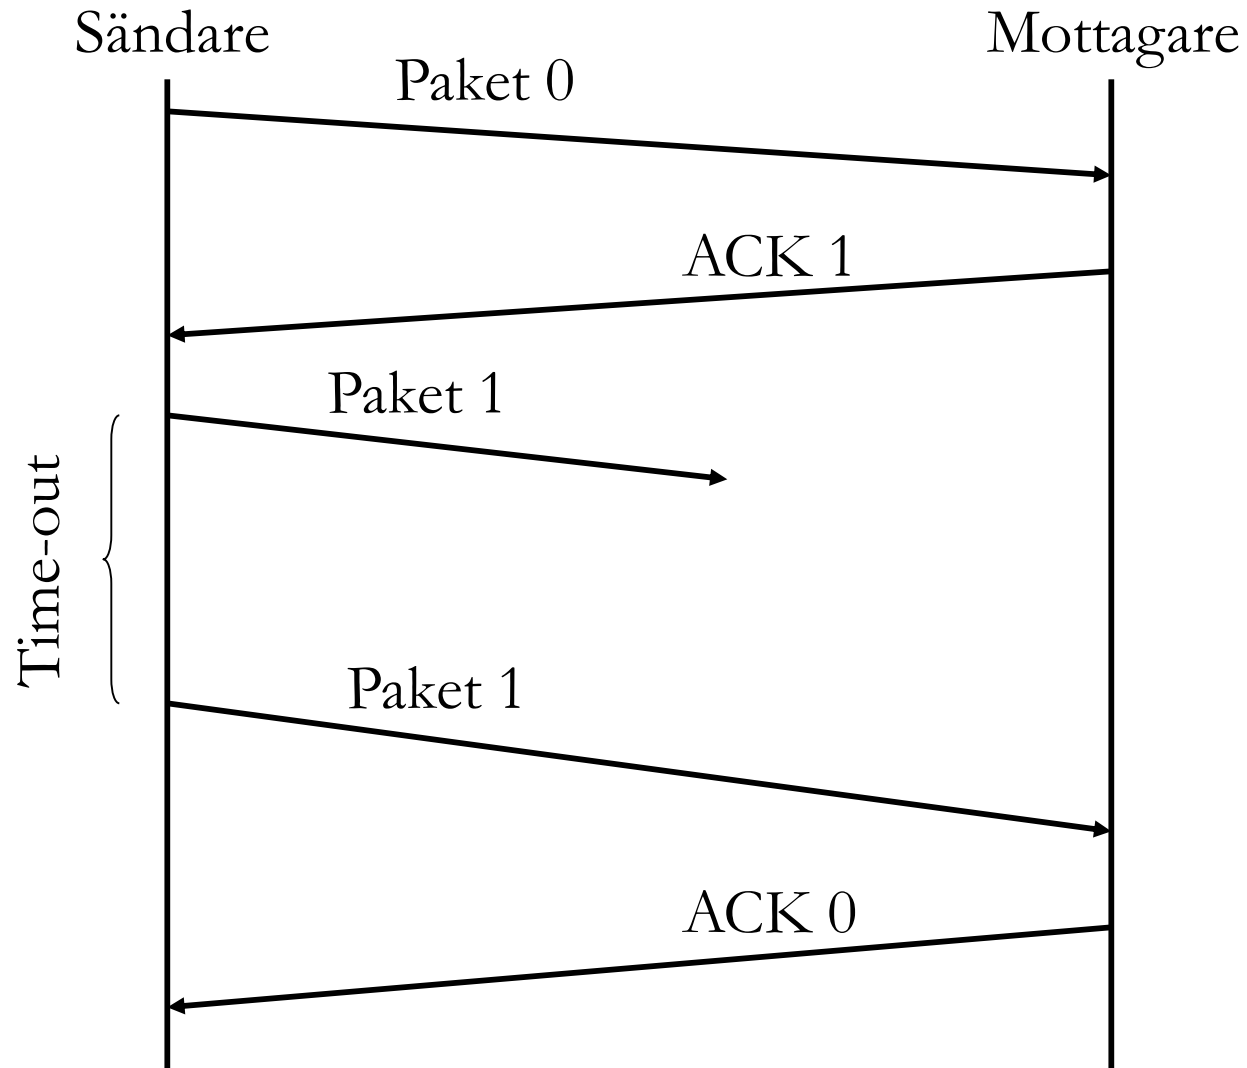 Sändare
Mottagare
Paket 0
ACK 1
Paket 1
Time-out
Paket 1
ACK 0